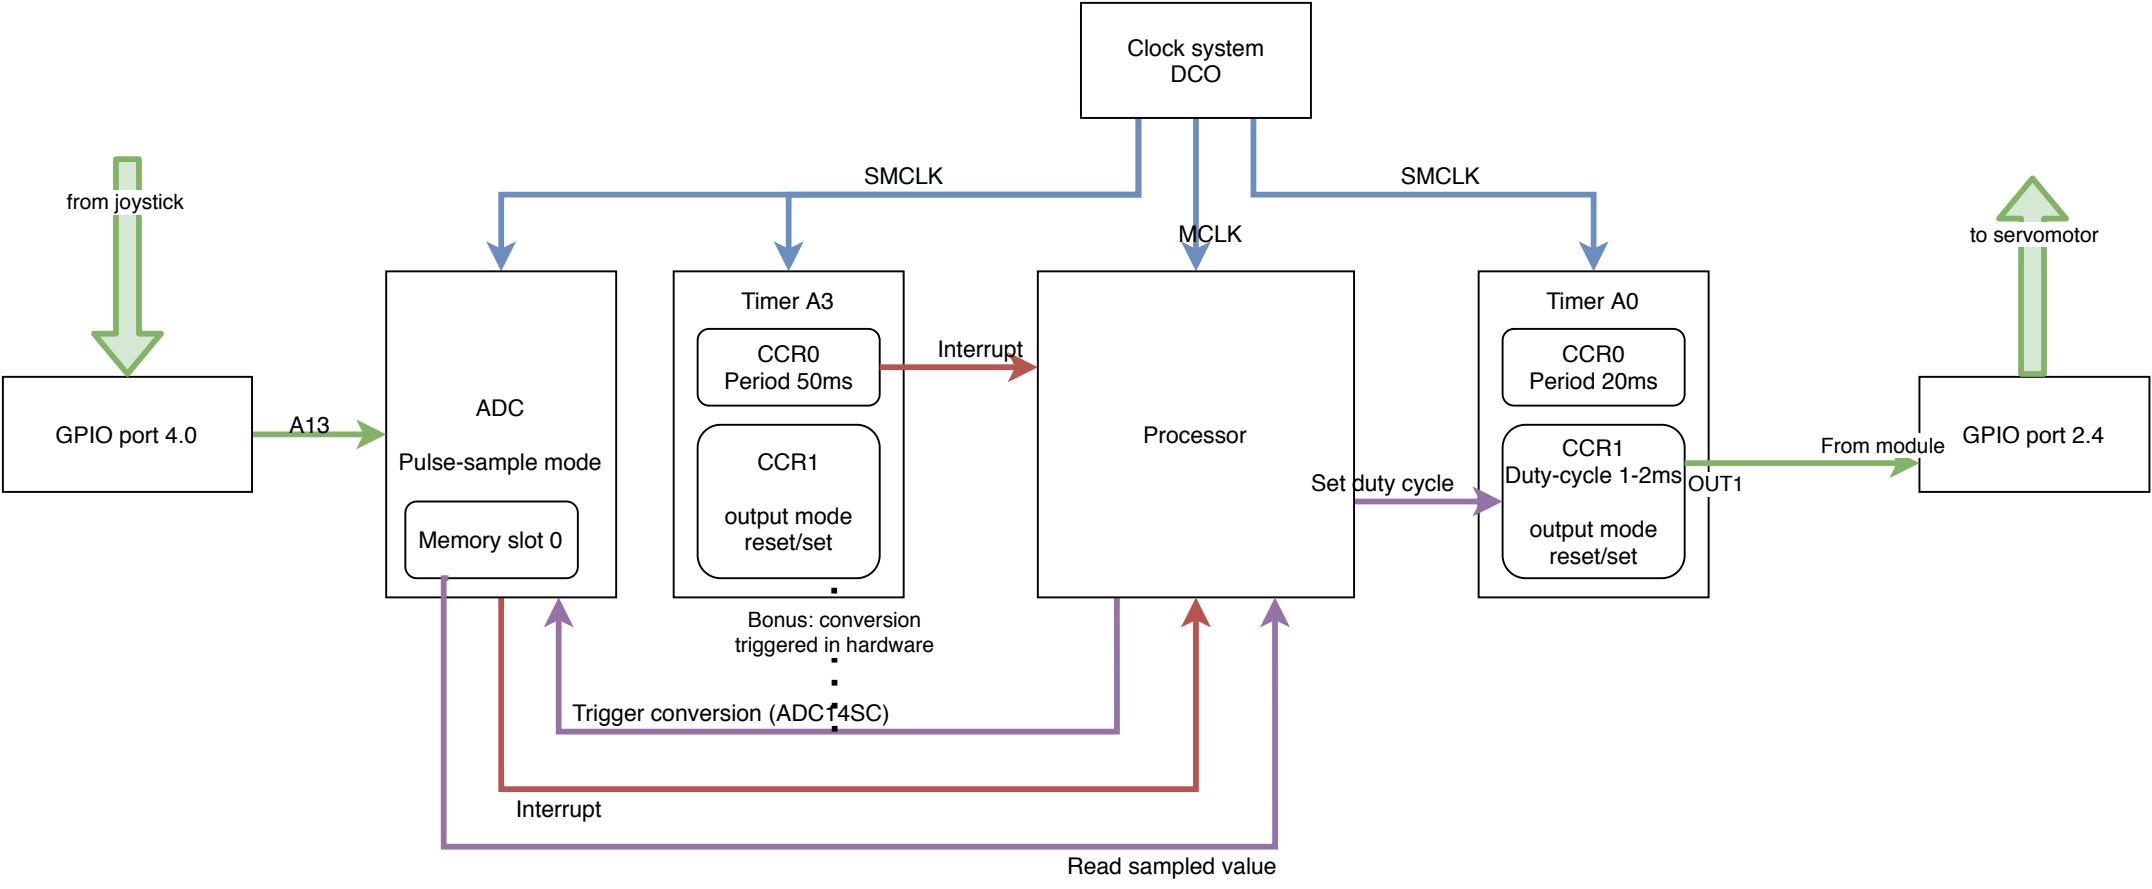 Clock system
DCO
SMCLK
SMCLK
from joystick
MCLK
to servomotor
Timer A3
Timer A0
CCR0
Period 50ms
Interrupt
CCR0
Period 20ms
GPIO port 4.0
A13
ADC
Pulse-sample mode
Memory slot 0
CCR1
output mode
reset/set
Processor
Set duty cycle
CCR1
Duty-cycle 1-2ms
output mode
reset/set
OUT1
From module
GPIO port 2.4
Bonus: conversion
triggered in hardware
Trigger conversion (ADC14SC)
Interrupt
Read sampled value